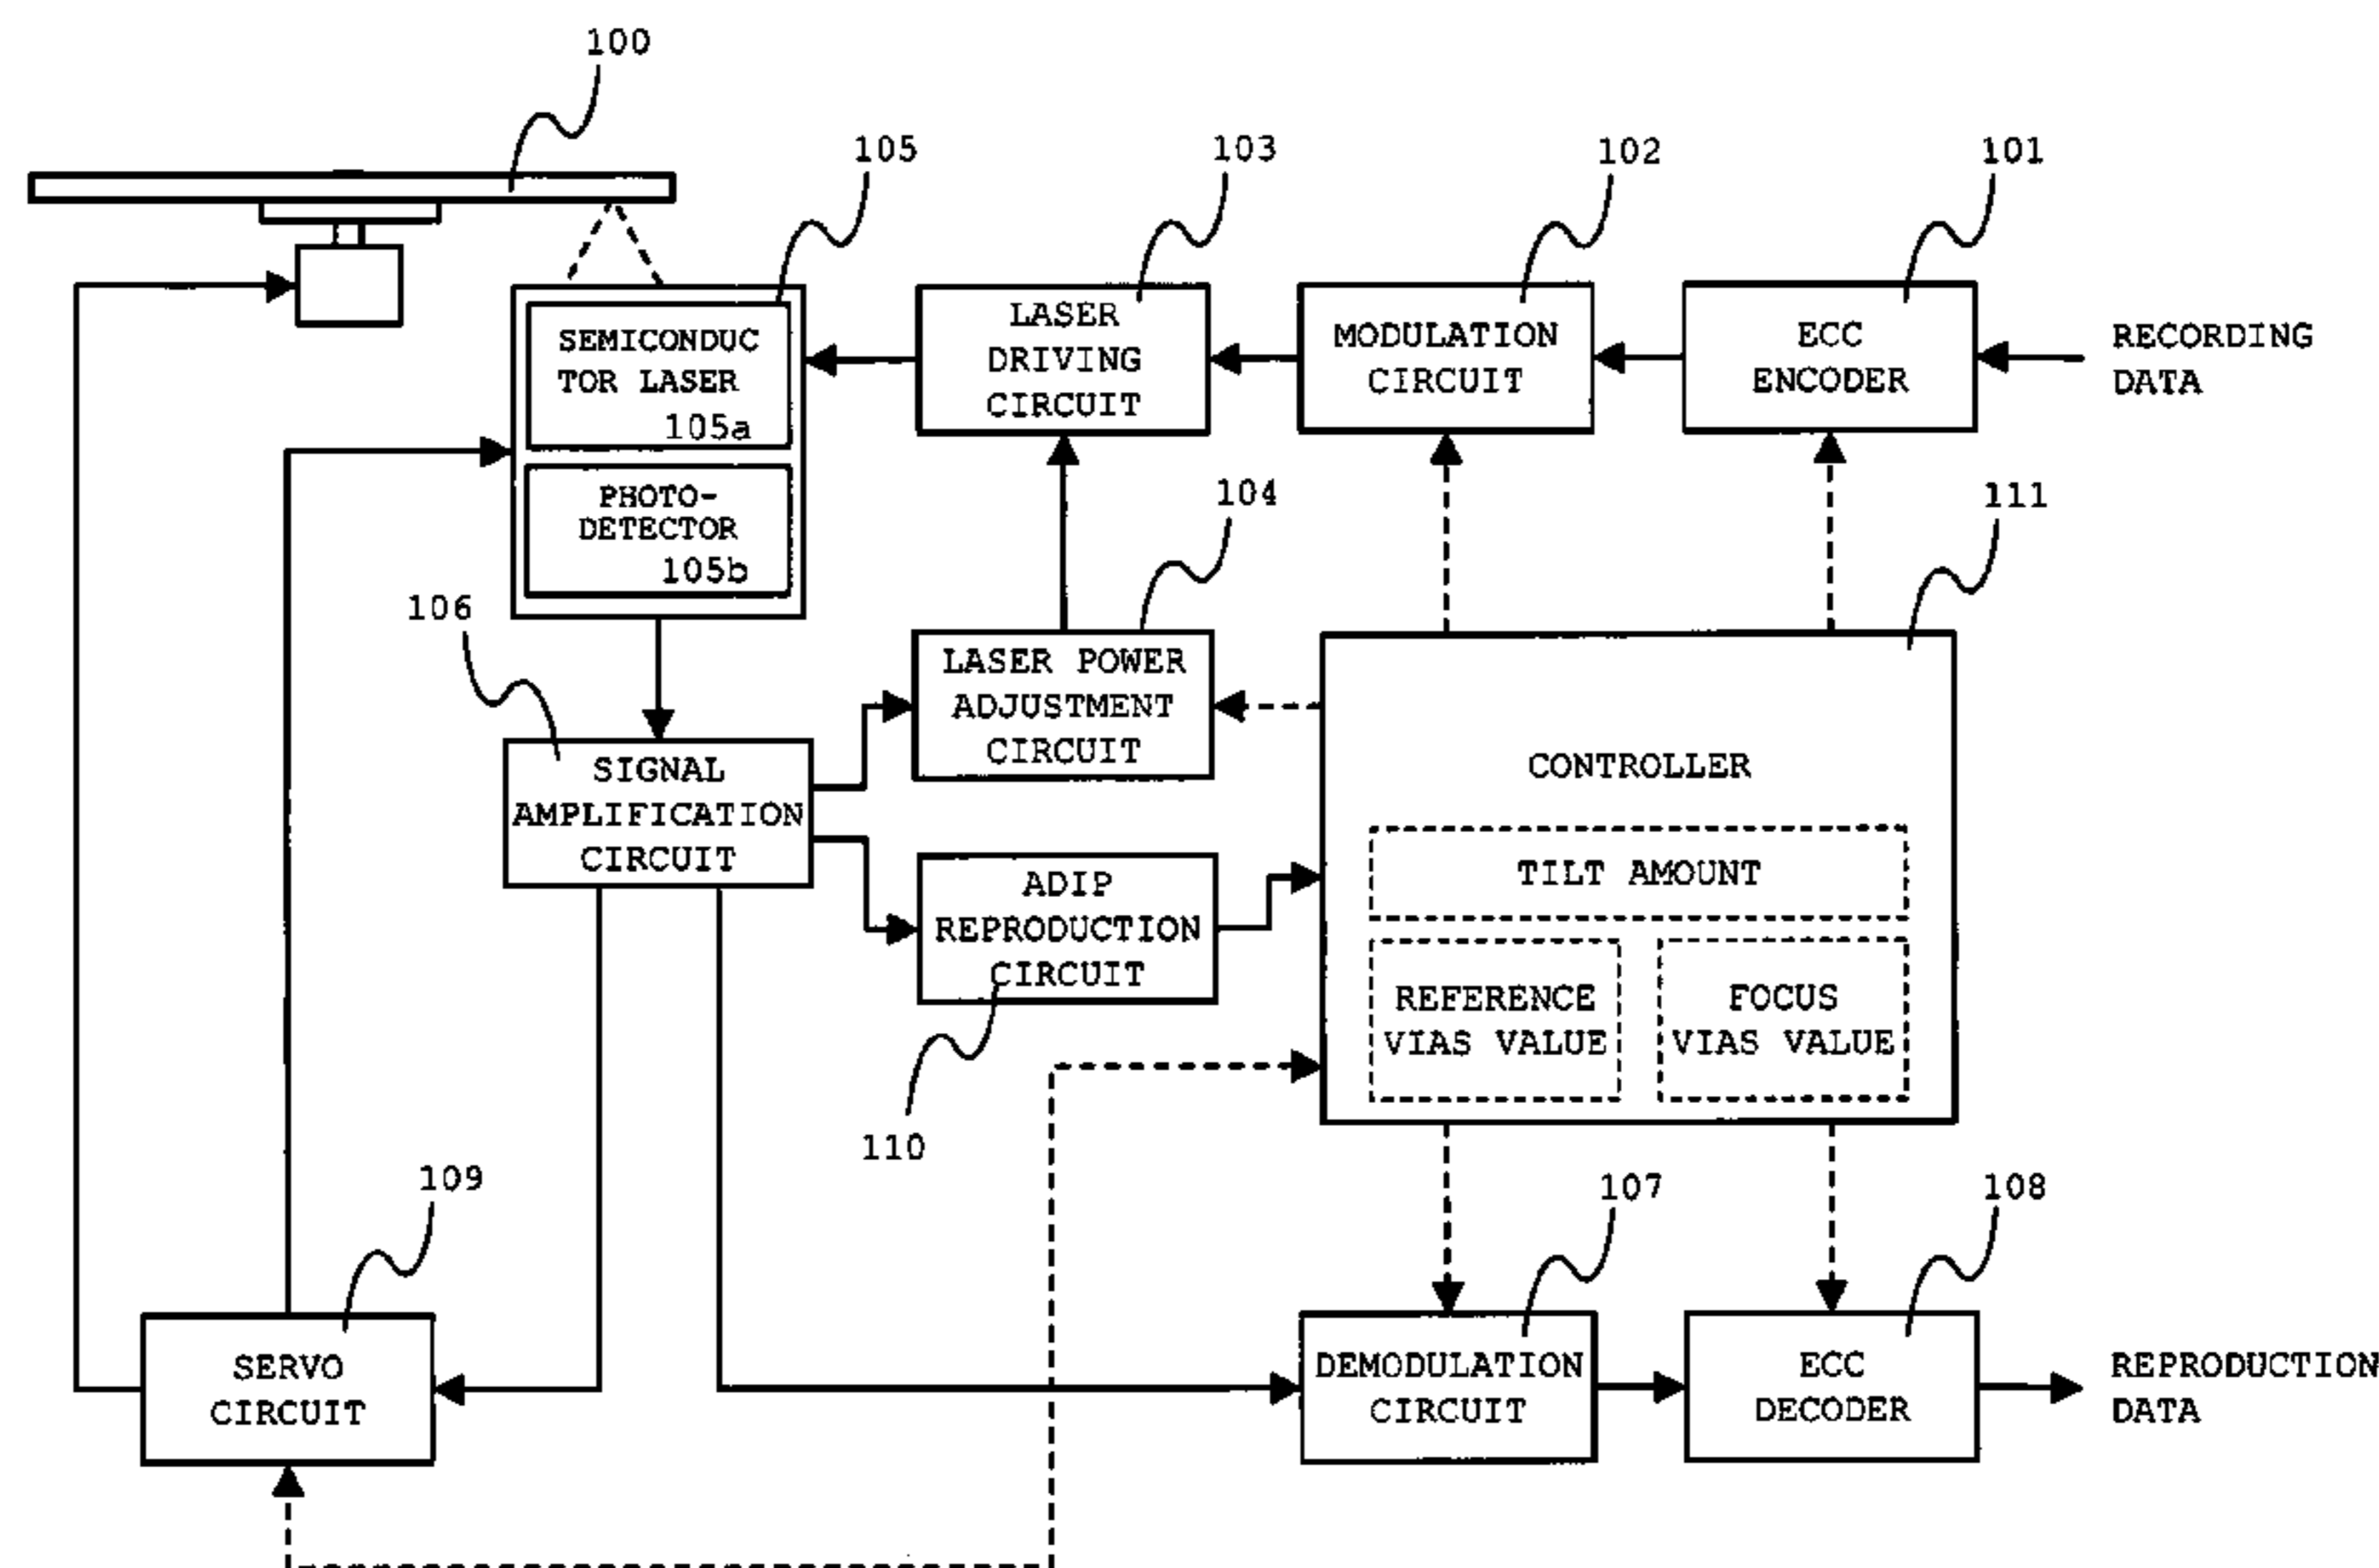 100
105
103
102
101
LASER
DRIVING
CIRCUIT
MODULATION
CIRCUIT
ECC
ENCODER
RECORDING
DATA
SEMICONDUC
TOR LASER
105a
PHOTO-
DETECTOR
105b
104
111
106
LASER POWER
ADJUSTMENT
CIRCUIT
SIGNAL
AMPLIFICATION
CIRCUIT
CONTROLLER
TILT AMOUNT
ADIP
REPRODUCTION
CIRCUIT
REFERENCE
VIAS VALUE
FOCUS
VIAS VALUE
110
109
107
108
SERVO
CIRCUIT
DEMODULATION
CIRCUIT
ECC
DECODER
REPRODUCTION
DATA